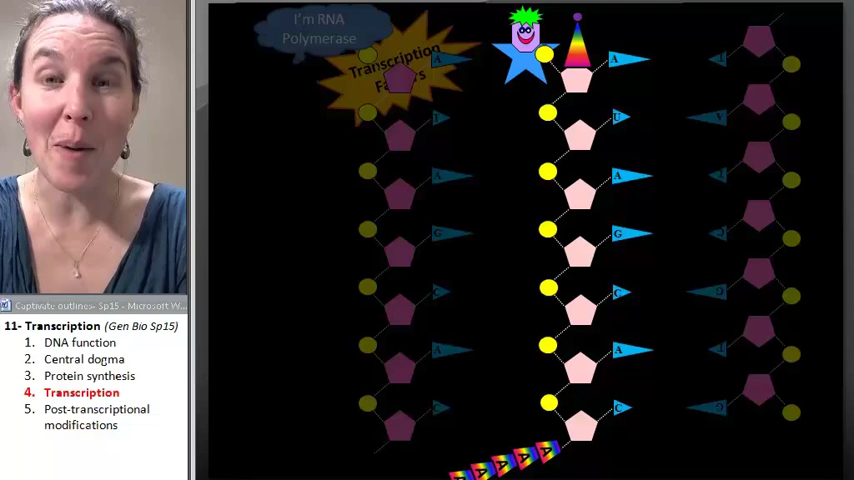 I'm RNA
Polymerase
Transcription
Captivate outlines- Sp15 - Microsoft W...
11- Transcription (Gen Bio Sp15)
1. DNA function
2. Central dogma
3. Protein synthesis
4. Transcription
5. Post-transcriptional
modifications
A
T
A
G
C
A
C
A
U
A
G
C
A
C
A
A
A
A
A